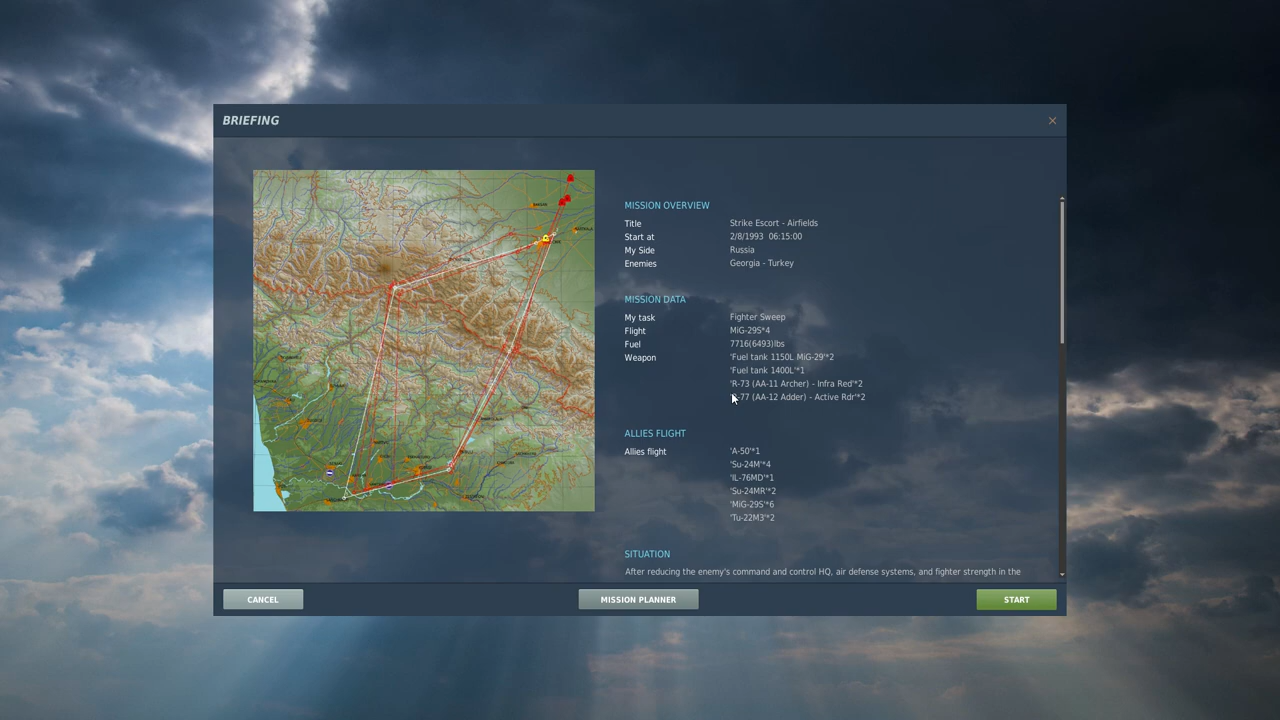 BRIEFING
MISSION OVERVIEW
Title Strike Escort - Airfields
Start at 2/8/1993 06:15:00
My Side Russia
Enemies Georgia - Turkey
MISSION DATA
My task Fighter Sweep
Flight MiG-29S*4
Fuel 7716(6493)lbs
Weapon 'Fuel tank 1150L MiG-29'*2
'Fuel tank 1400L'*1
'R-73 (AA-11 Archer) - Infra Red'*2
(AA-12 Adder) - Active Rdr'*2
ALLIES FLIGHT
Allies flight 'A-50'*1
'Su-24M'*4
'IL-76MD'*1
'Su-24MR'*2
'MiG-29S'*6
'Tu-22M3'*2
SITUATION
After reducing the enemy's command and control HQ, air defense systems, and fighter strength in the
CANCEL
MISSION PLANNER
START